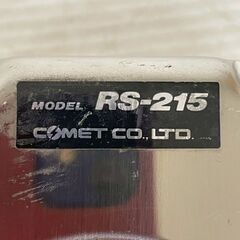 MODEL RS-215
COMET CO., LTD.